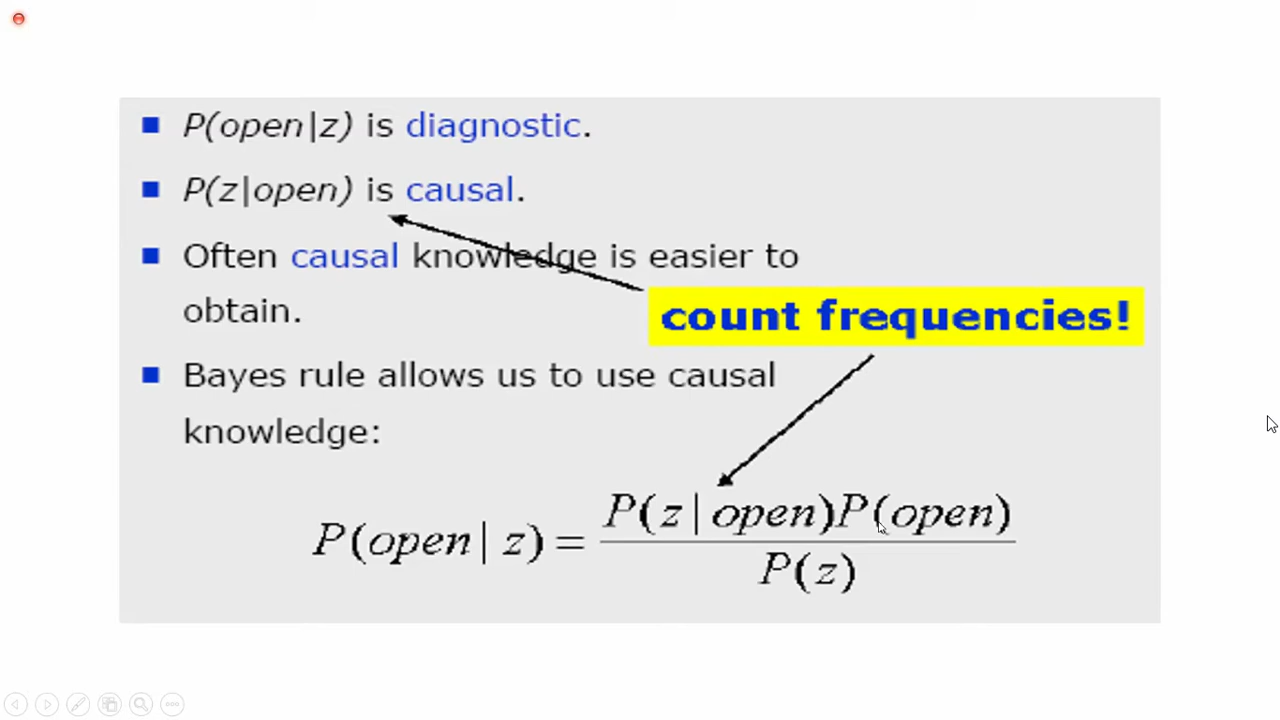 P(open|z) is diagnostic.
P(z|open) is causal.
Often causal knowledge is easier to
obtain.
count frequencies!
Bayes rule allows us to use causal
knowledge:
P(open | z) = P(z | open)P(open) / P(z)